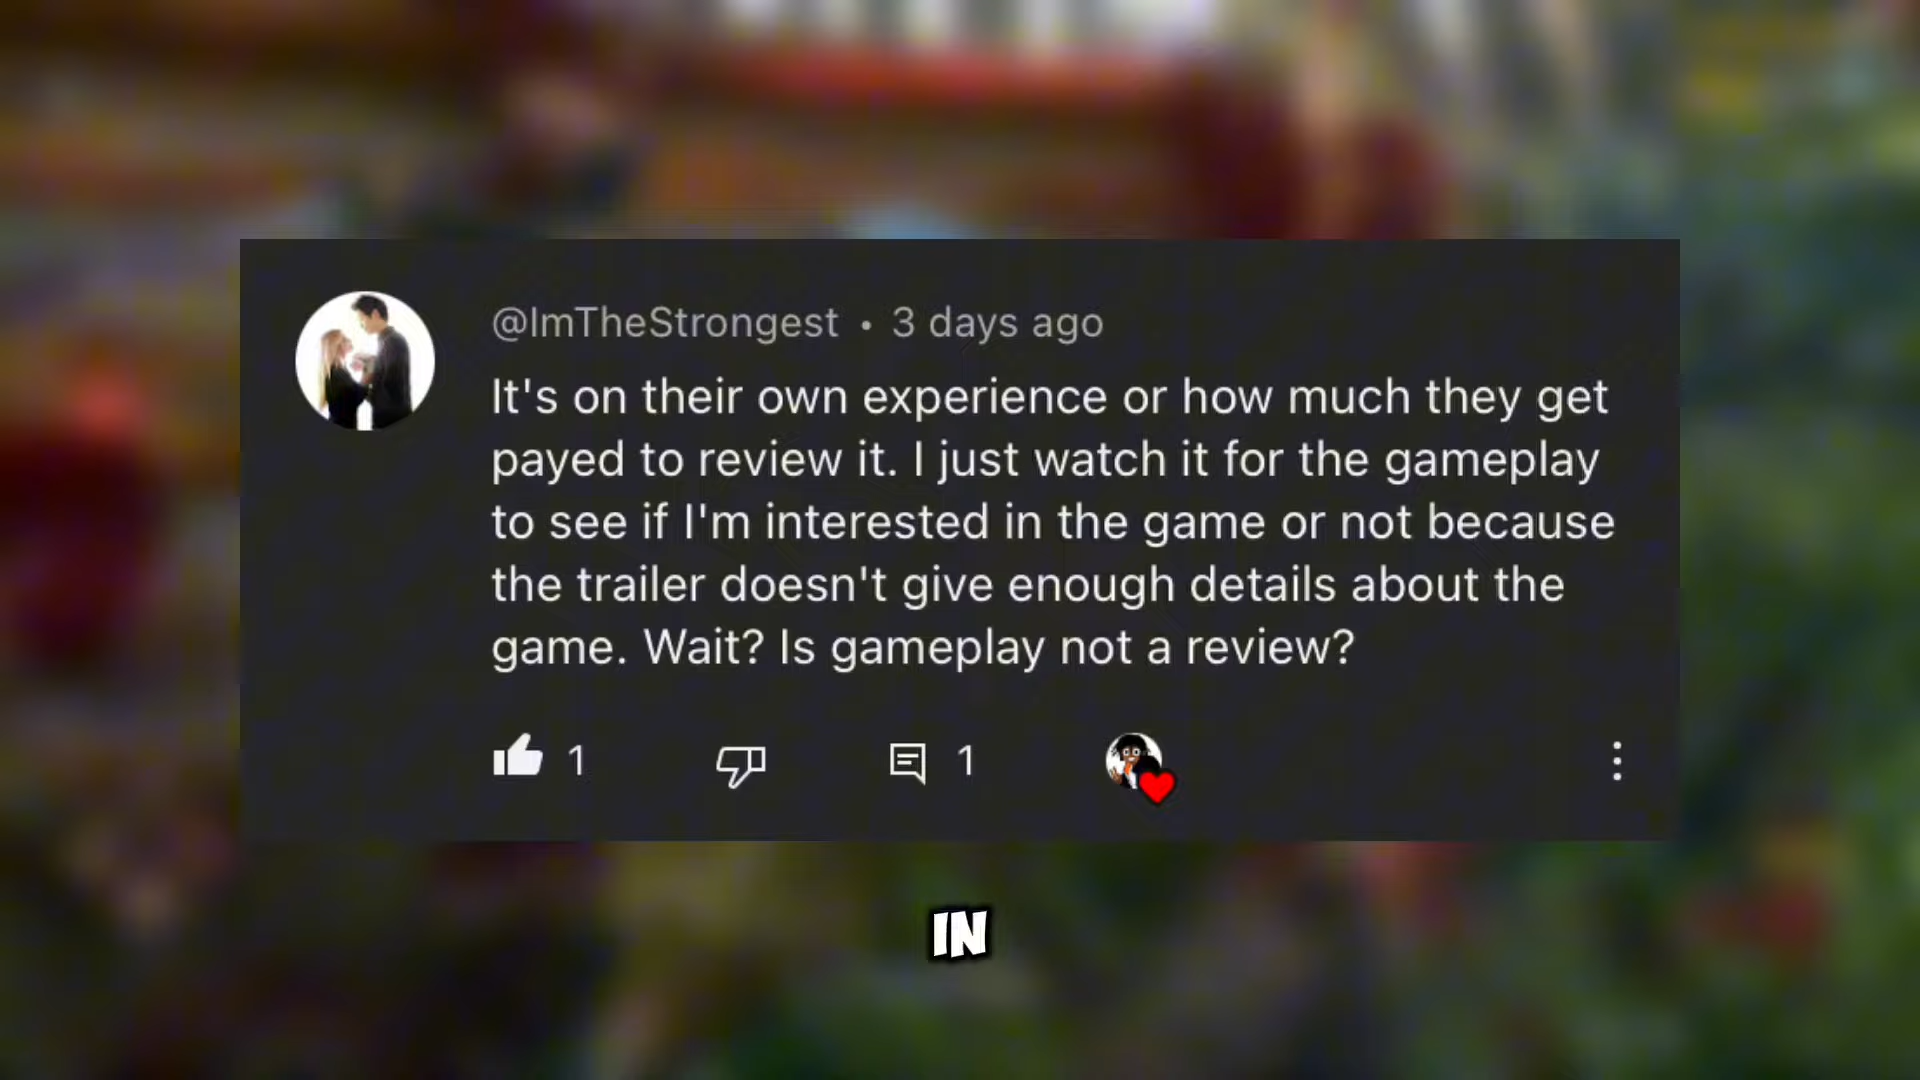 @ImTheStrongest • 3 days ago
It's on their own experience or how much they get
payed to review it. I just watch it for the gameplay
to see if I'm interested in the game or not because
the trailer doesn't give enough details about the
game. Wait? Is gameplay not a review?
1 1
IN